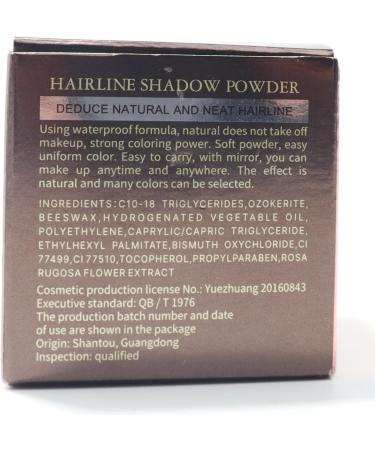 HAIRLINE SHADOW POWDER
DEDUCE NATURAL AND NEAT HAIRLINE
Using waterproof formula, natural does not take off
makeup, strong coloring power. Soft powder, easy
uniform color. Easy to carry, with mirror, you can
make up anytime and anywhere. The effect is
natural and many colors can be selected.
INGREDIENTS:C10-18 TRIGLYCERIDES,OZOKERITE,
BEESWAX,HYDROGENATED VEGETABLE OIL,
POLYETHYLENE,CAPRYLIC/CAPRIC TRIGLYCERIDE,
ETHYLHEXYL PALMITATE,BISMUTH OXYCHLORIDE,CI
77499,CI 77510,TOCOPHEROL,PROPYLPARABEN,ROSA
RUGOSA FLOWER EXTRACT
Cosmetic production license No.: Yuezhuang 20160843
Executive standard: QB / T 1976
The production batch number and date
of use are shown in the package
Origin: Shantou, Guangdong
Inspection: qualified